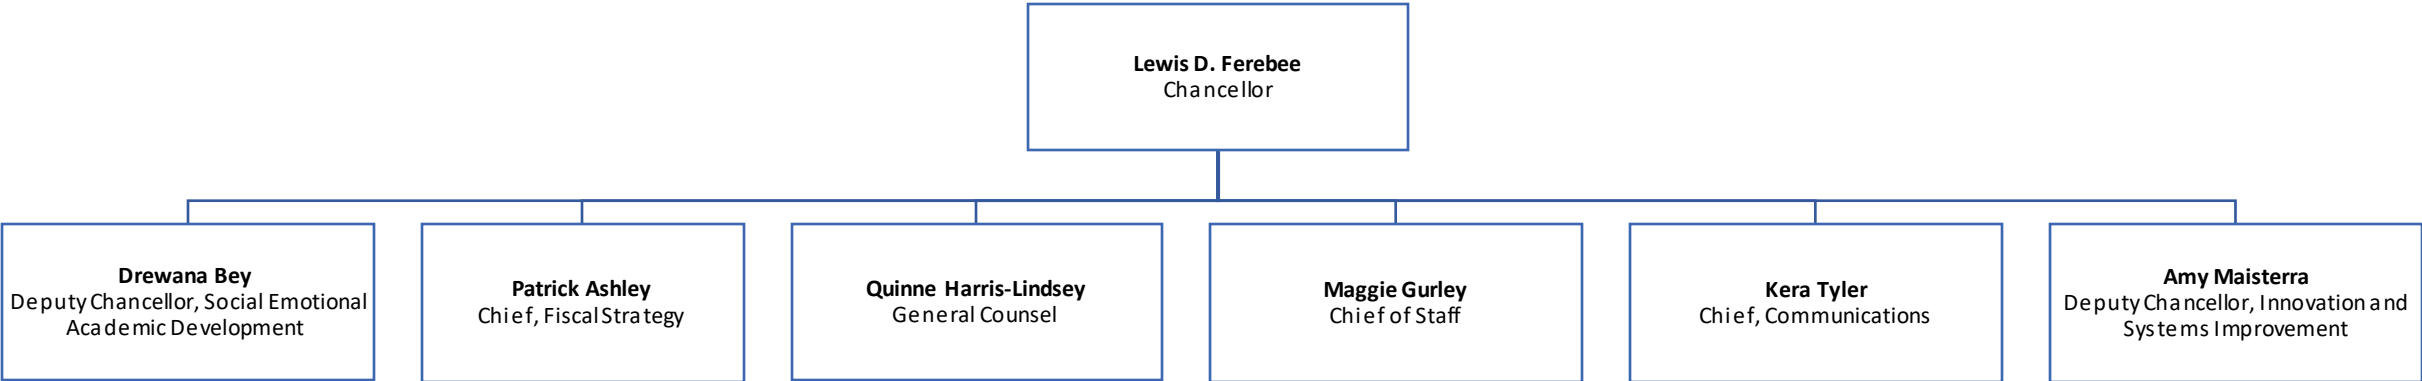 Lewis D. Ferebee
Chancellor
Drewana Bey
Deputy Chancellor, Social Emotional
Academic Development
Patrick Ashley
Chief, Fiscal Strategy
Quinne Harris-Lindsey
General Counsel
Maggie Gurley
Chief of Staff
Kera Tyler
Chief, Communications
Amy Maisterra
Deputy Chancellor, Innovation and
Systems Improvement